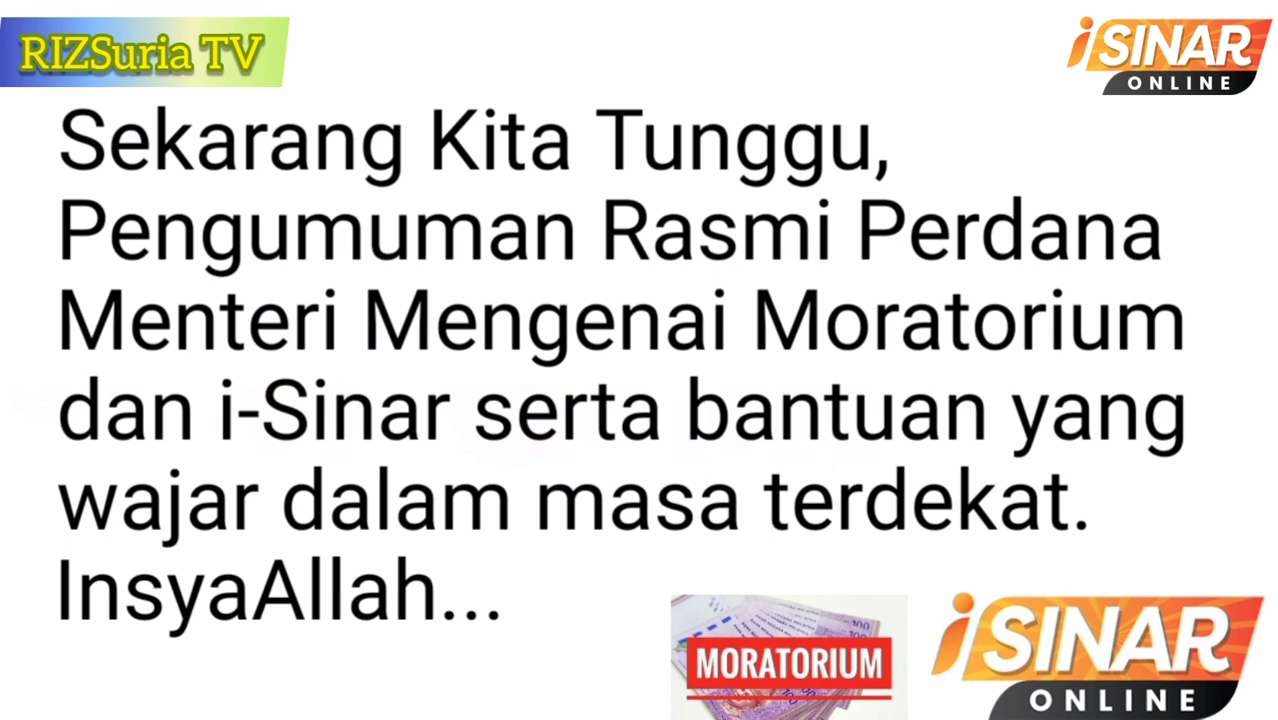 RIZSuria TV
iSINAR
ONLINE
Sekarang Kita Tunggu,
Pengumuman Rasmi Perdana
Menteri Mengenai Moratorium
dan i-Sinar serta bantuan yang
wajar dalam masa terdekat.
InsyaAllah...
100
MORATORIUM
iSINAR
ONLINE